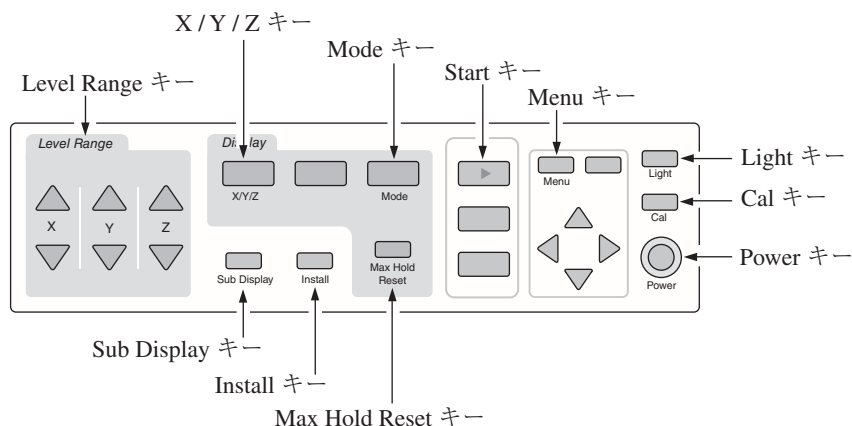 X / Y / Z キー
Mode キー
Start キー
Level Range キー
Menu キー
Level Range
Display
X/Y/Z
Mode
Menu
Light
Light キー
Cal
Cal キー
X
Y
Z
Sub Display
Install
Max Hold
Reset
Power
Power キー
Sub Display キー
Install キー
Max Hold Reset キー